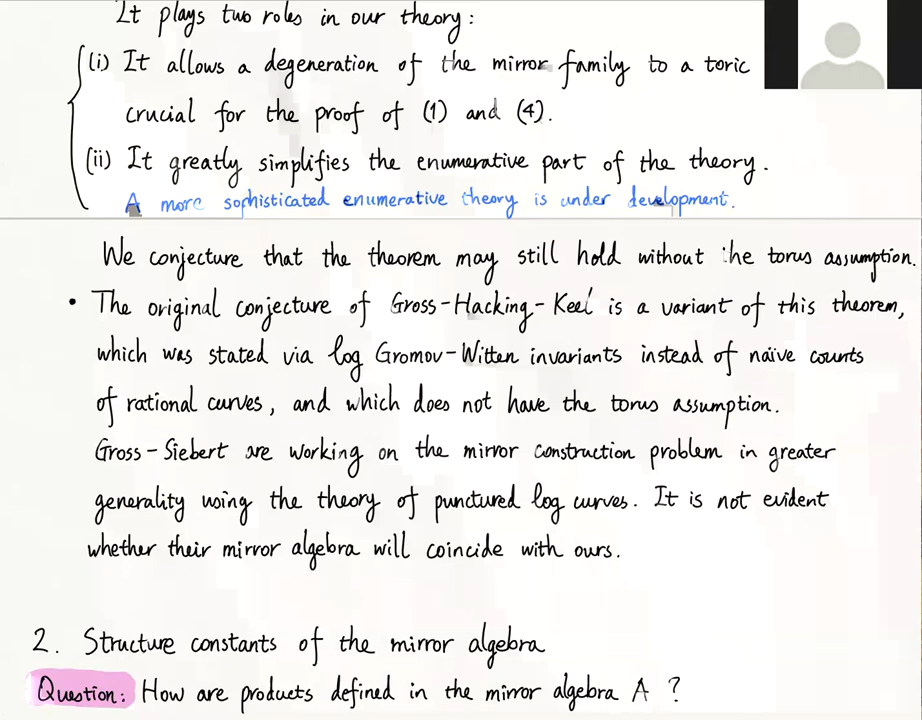 It plays two roles in our theory:
(i) It allows a degeneration of the mirror family to a toric
crucial for the proof of (1) and (4).
(ii) It greatly simplifies the enumerative part of the theory.
A more sophisticated enumerative theory is under development.
We conjecture that the theorem may still hold without the torus assumption.
• The original conjecture of Gross-Hacking-Keel is a variant of this theorem,
which was stated via log Gromov-Witten invariants instead of naïve counts
of rational curves, and which does not have the torus assumption.
Gross-Siebert are working on the mirror construction problem in greater
generality using the theory of punctured log curves. It is not evident
whether their mirror algebra will coincide with ours.
2. Structure constants of the mirror algebra
Question: How are products defined in the mirror algebra A ?